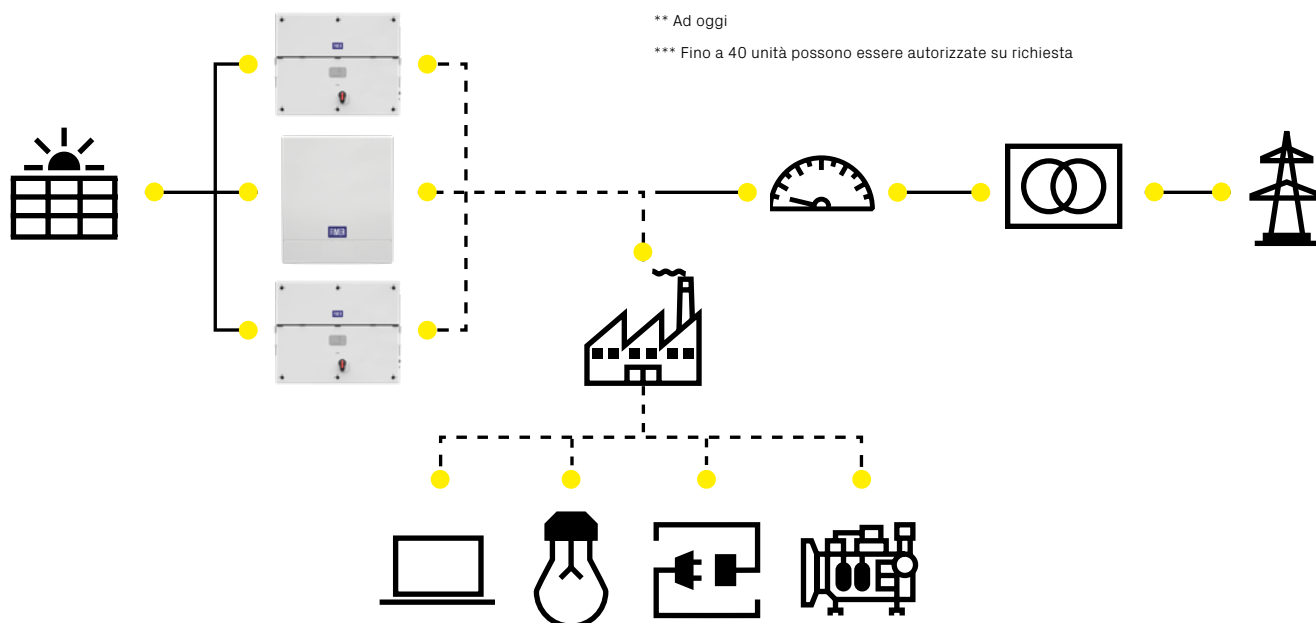 ** Ad oggi
*** Fino a 40 unità possono essere autorizzate su richiesta